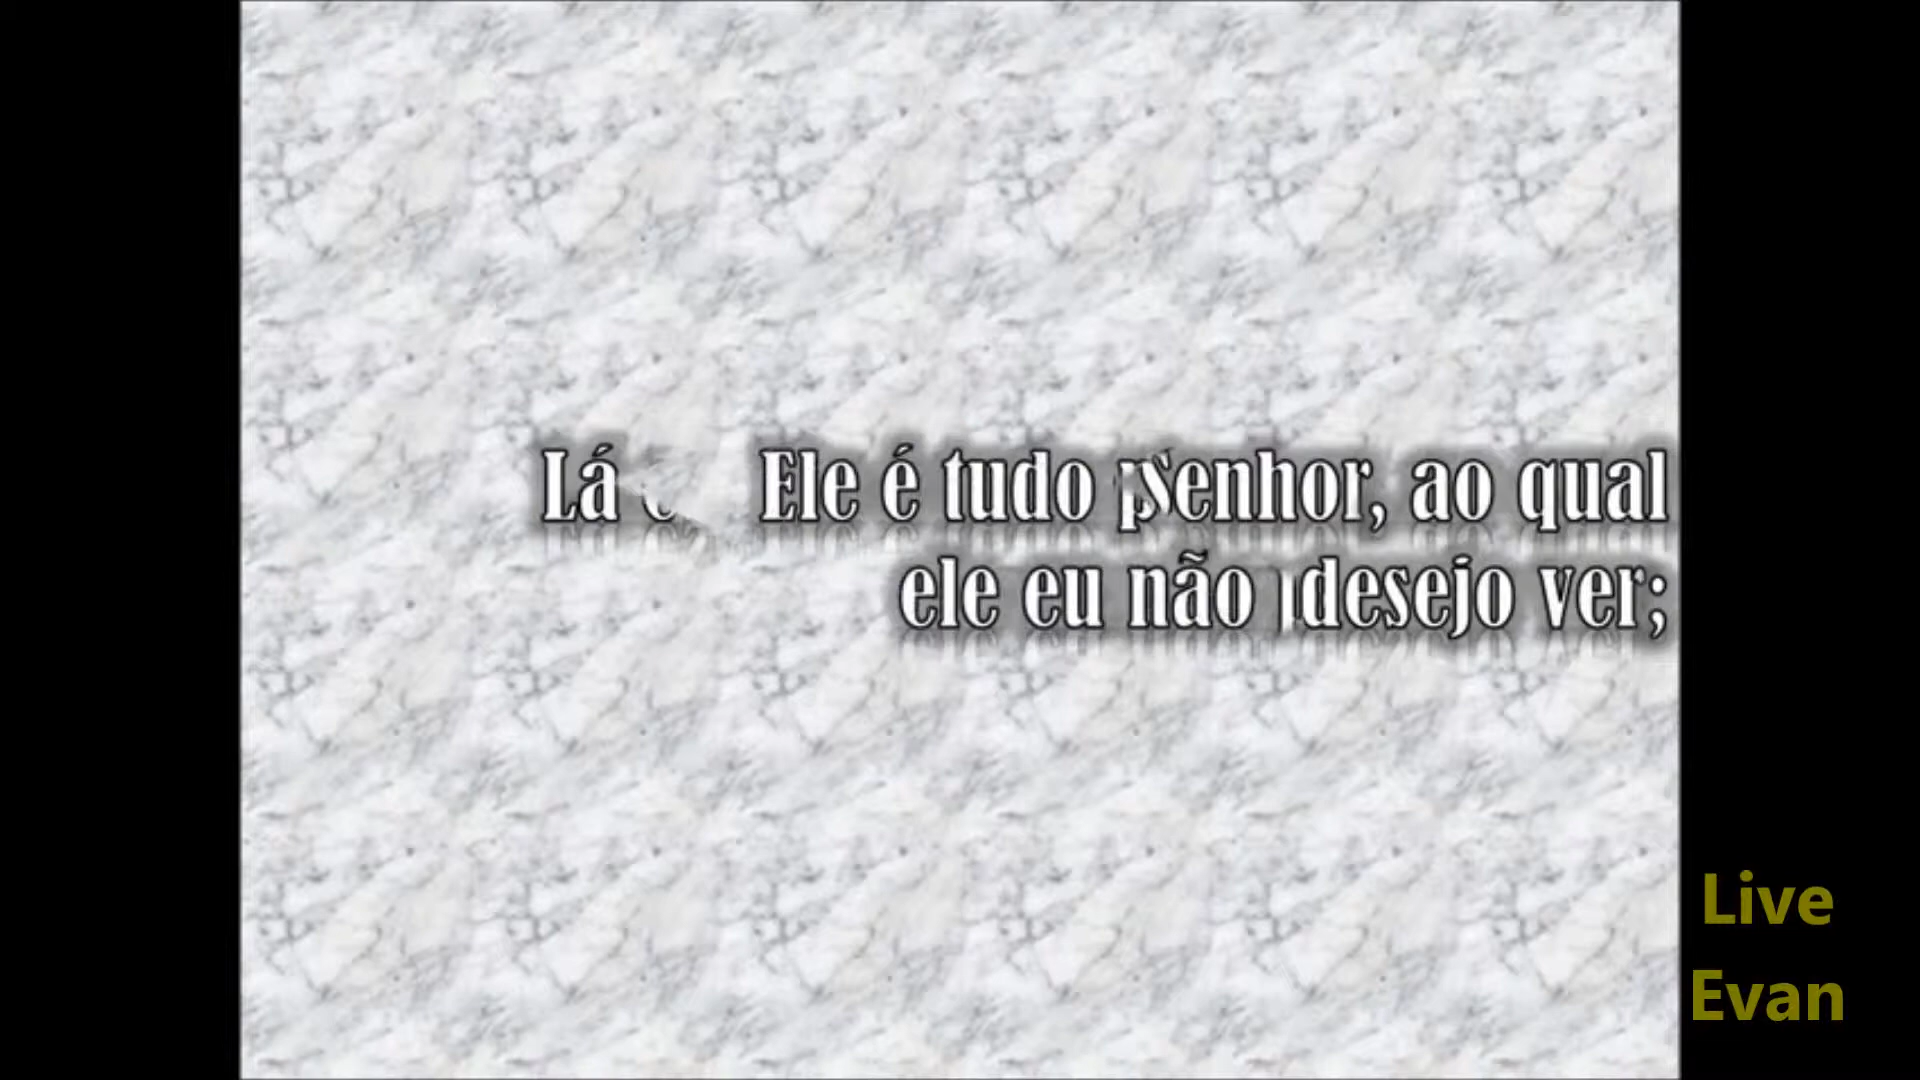 Lá Ele é tudo Senhor, ao qual
ele eu não desejo ver;
Live
Evan